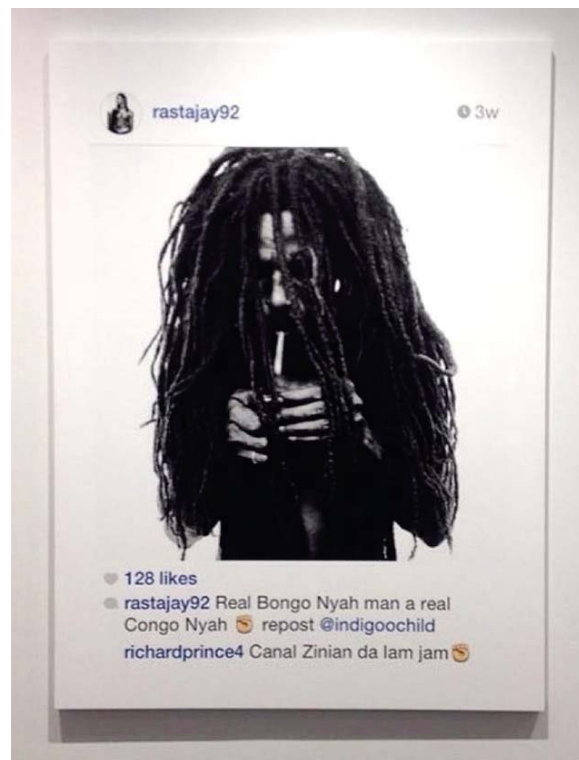 rastajay92 3w
128 likes
rastajay92 Real Bongo Nyah man a real
Congo Nyah ✊ repost @indigoochild
richardprince4 Canal Zinian da lam jam✊